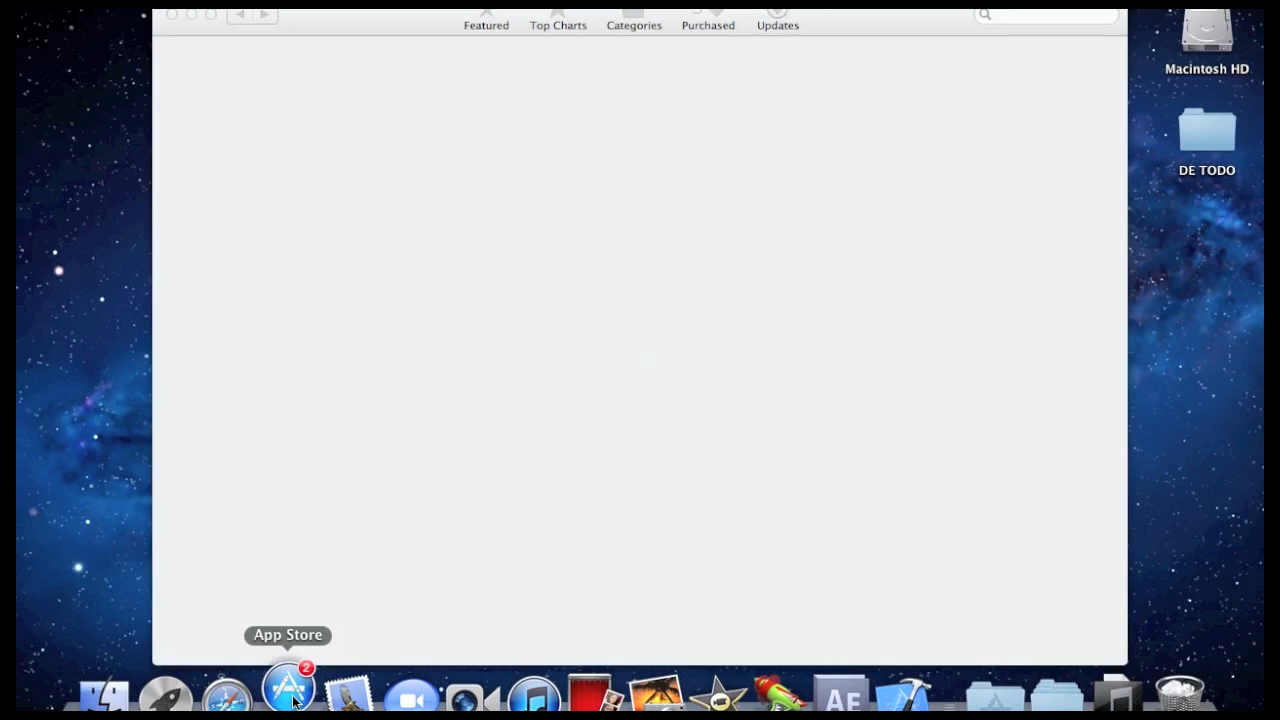 Featured Top Charts Categories Purchased Updates
Macintosh HD
DE TODO
App Store
2
AE